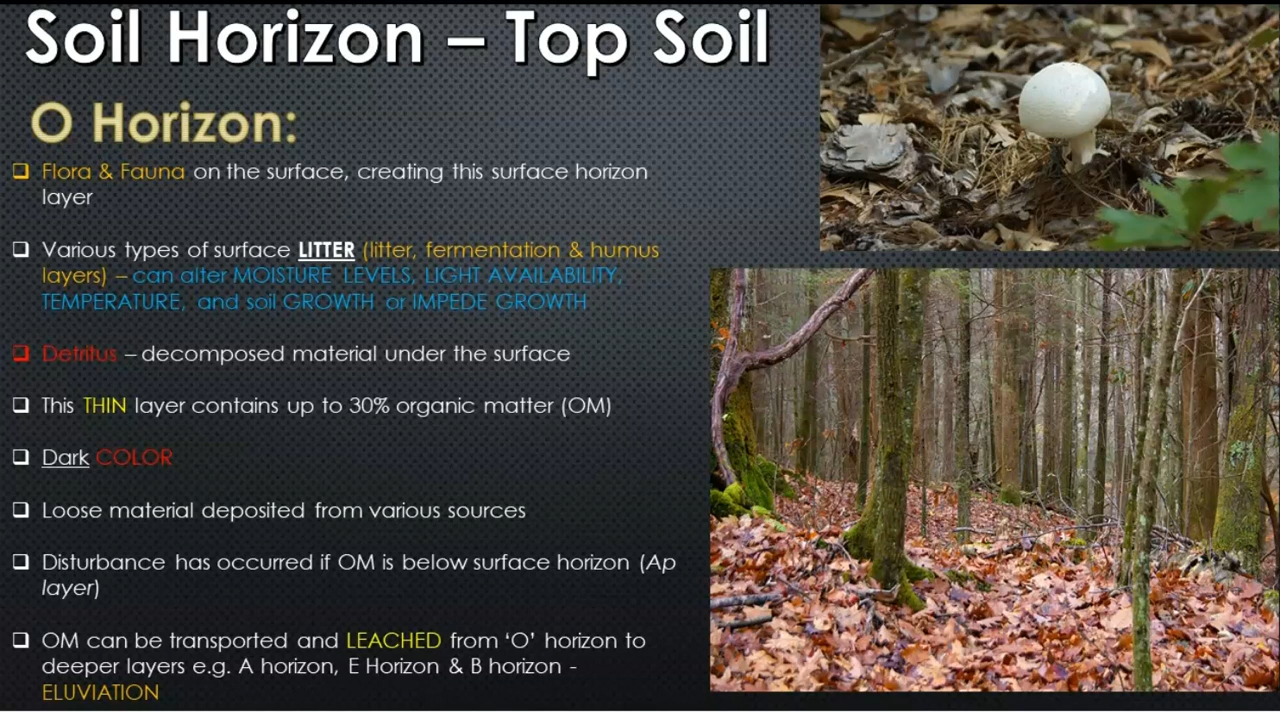 Soil Horizon – Top Soil
O Horizon:
Flora & Fauna on the surface, creating this surface horizon
layer
Various types of surface LITTER (litter, fermentation & humus
layers) – can alter MOISTURE LEVELS, LIGHT AVAILABILITY,
TEMPERATURE, and soil GROWTH or IMPEDE GROWTH
Detritus – decomposed material under the surface
This THIN layer contains up to 30% organic matter (OM)
Dark COLOR
Loose material deposited from various sources
Disturbance has occurred if OM is below surface horizon (Ap
layer)
OM can be transported and LEACHED from ‘O’ horizon to
deeper layers e.g. A horizon, E Horizon & B horizon -
ELUVIATION